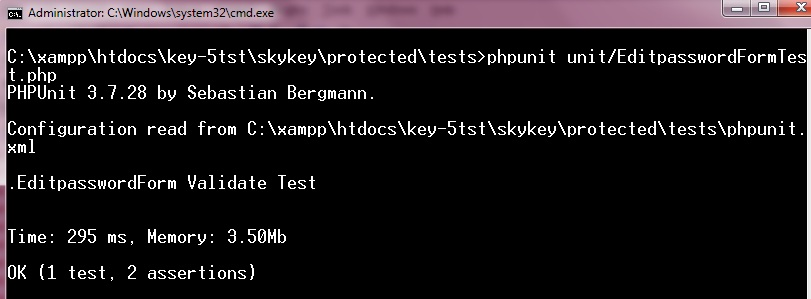 Administrator: C:\Windows\system32\cmd.exe
C:\xampp\htdocs\key-5tst\skykey\protected\tests>phpunit unit/EditpasswordFormTes
t.php
PHPUnit 3.7.28 by Sebastian Bergmann.
Configuration read from C:\xampp\htdocs\key-5tst\skykey\protected\tests\phpunit.
xml
.EditpasswordForm Validate Test
Time: 295 ms, Memory: 3.50Mb
OK (1 test, 2 assertions)